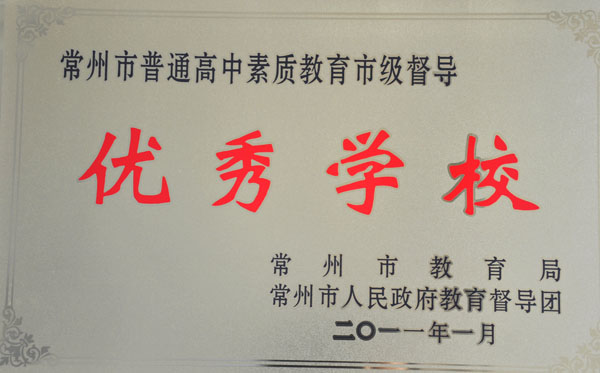 常州市普通高中素质教育市级督导
优秀学校
常州市教育局
常州市人民政府教育督导团
二〇一一年一月